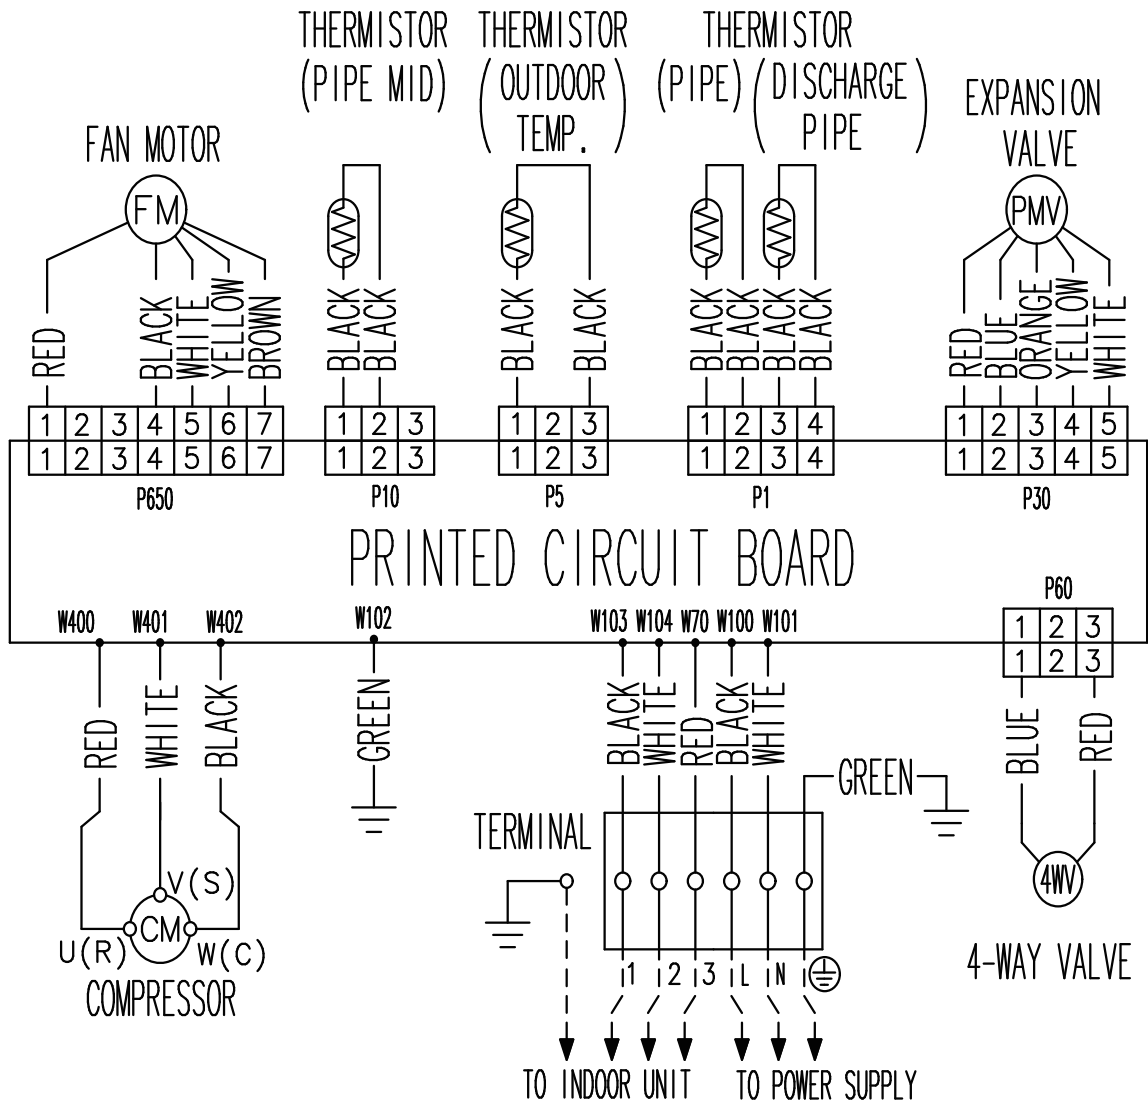 THERMISTOR THERMISTOR THERMISTOR
(PIPE MID) (OUTDOOR TEMP.) (PIPE) (DISCHARGE PIPE)
EXPANSION
VALVE
FAN MOTOR
FM
PMV
RED BLACK WHITE YELLOW BROWN
BLACK BLACK
BLACK BLACK
BLACK BLACK BLACK BLACK
RED BLUE ORANGE YELLOW WHITE
1 2 3 4 5 6 7 1 2 3 1 2 3 1 2 3 4 1 2 3 4 5
1 2 3 4 5 6 7 1 2 3 1 2 3 1 2 3 4 1 2 3 4 5
P650 P10 P5 P1 P30
PRINTED CIRCUIT BOARD
P60
W400 W401 W402 W102 W103 W104 W70 W100 W101
1 2 3
1 2 3
RED WHITE BLACK
GREEN
BLACK WHITE RED BLACK WHITE
BLUE RED
GREEN
TERMINAL
V(S)
CM
4WV
U(R) W(C)
COMPRESSOR
1 2 3 L N
4-WAY VALVE
TO INDOOR UNIT TO POWER SUPPLY